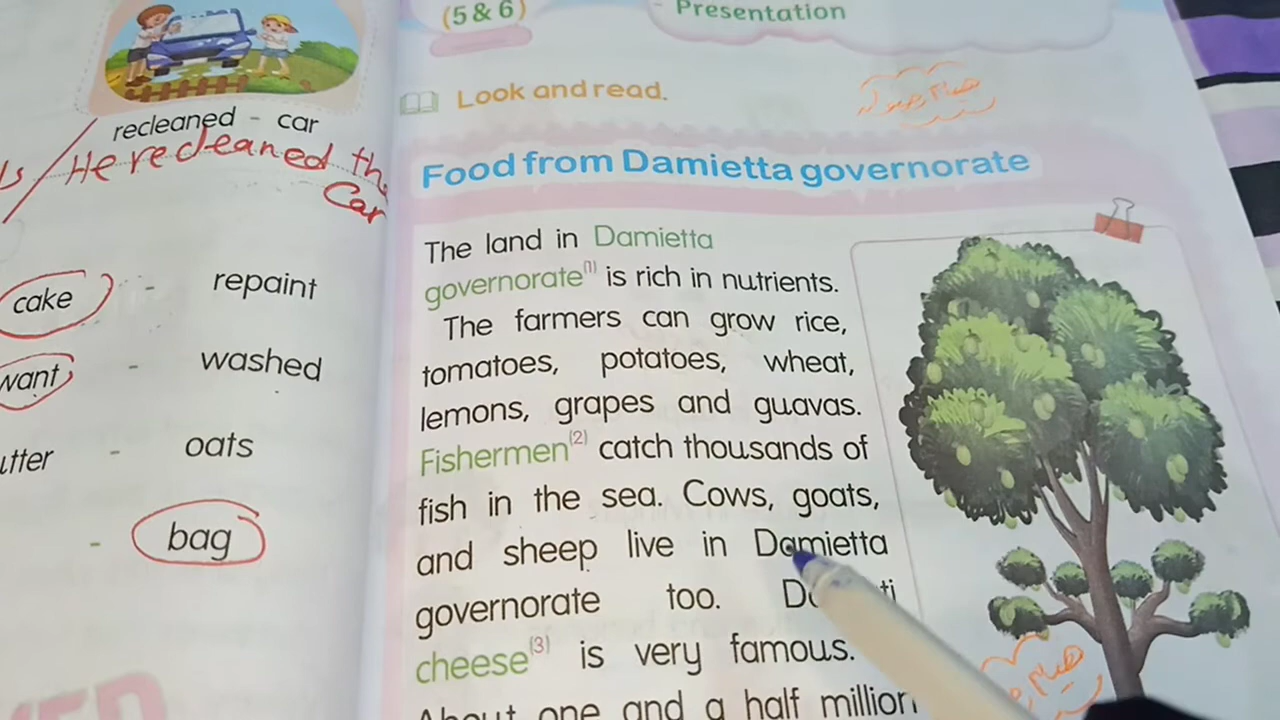 recleaned - car
He recleaned the
Car
cake - repaint
want - washed
- oats
- bag
(5 & 6)
Presentation
Look and read.
Food from Damietta governorate
The land in Damietta
governorate(1) is rich in nutrients.
The farmers can grow rice,
tomatoes, potatoes, wheat,
lemons, grapes and guavas.
Fishermen(2) catch thousands of
fish in the sea. Cows, goats,
and sheep live in Damietta
governorate too.
cheese(3) is very famous.
About one and a half million